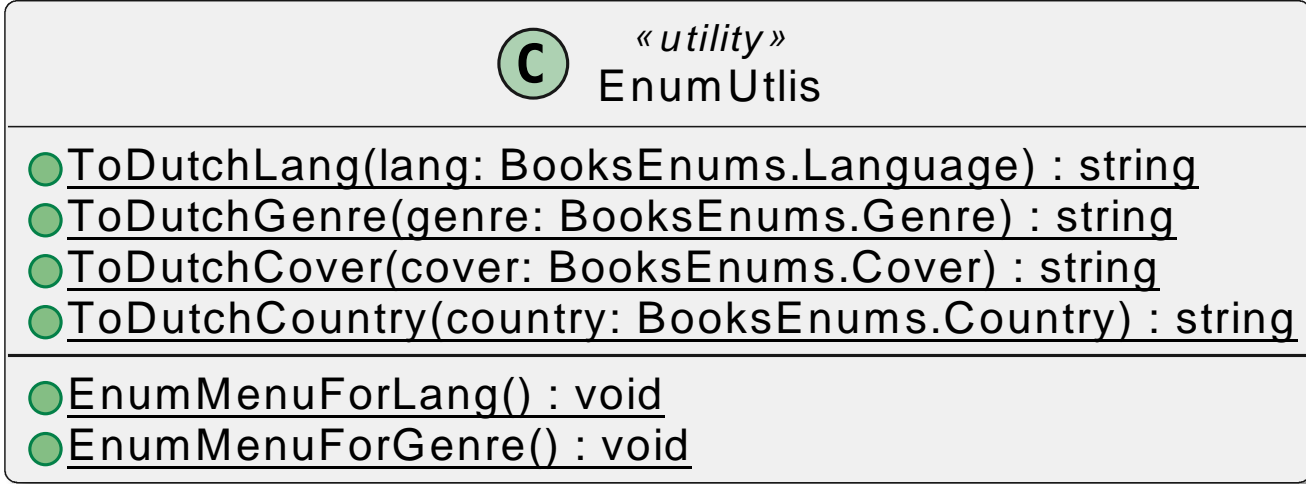 C
«utility»
EnumUtlis
ToDutchLang(lang: BooksEnums.Language) : string
ToDutchGenre(genre: BooksEnums.Genre) : string
ToDutchCover(cover: BooksEnums.Cover) : string
ToDutchCountry(country: BooksEnums.Country) : string
EnumMenuForLang() : void
EnumMenuForGenre() : void